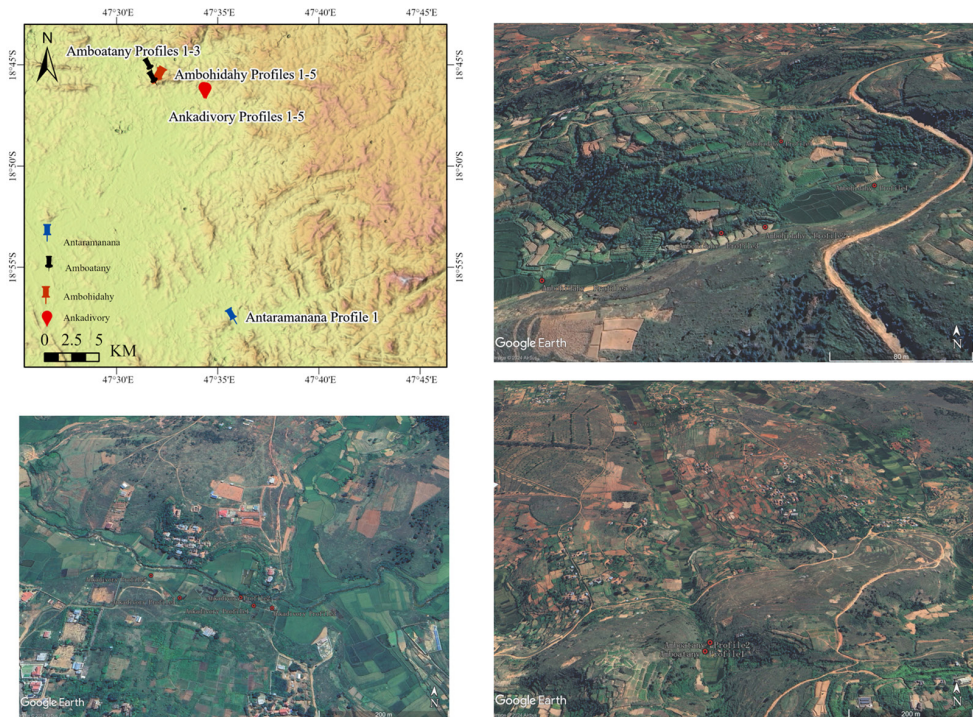 47°30'E 47°35'E 47°40'E 47°45'E
N
Amboatany Profiles 1-3
Ambohidahy Profiles 1-5
Ankadivory Profiles 1-5
18°45'S
18°45'S
18°50'S
18°50'S
18°55'S
18°55'S
Antaramanana
Amboatany
Ambohidahy
Ankadivory
Antaramanana Profile 1
0 2.5 5
KM
47°30'E 47°35'E 47°40'E 47°45'E
Google Earth
80 m
N
Google Earth
200 m
N
Profile2
Profile1
Google Earth
200 m
N